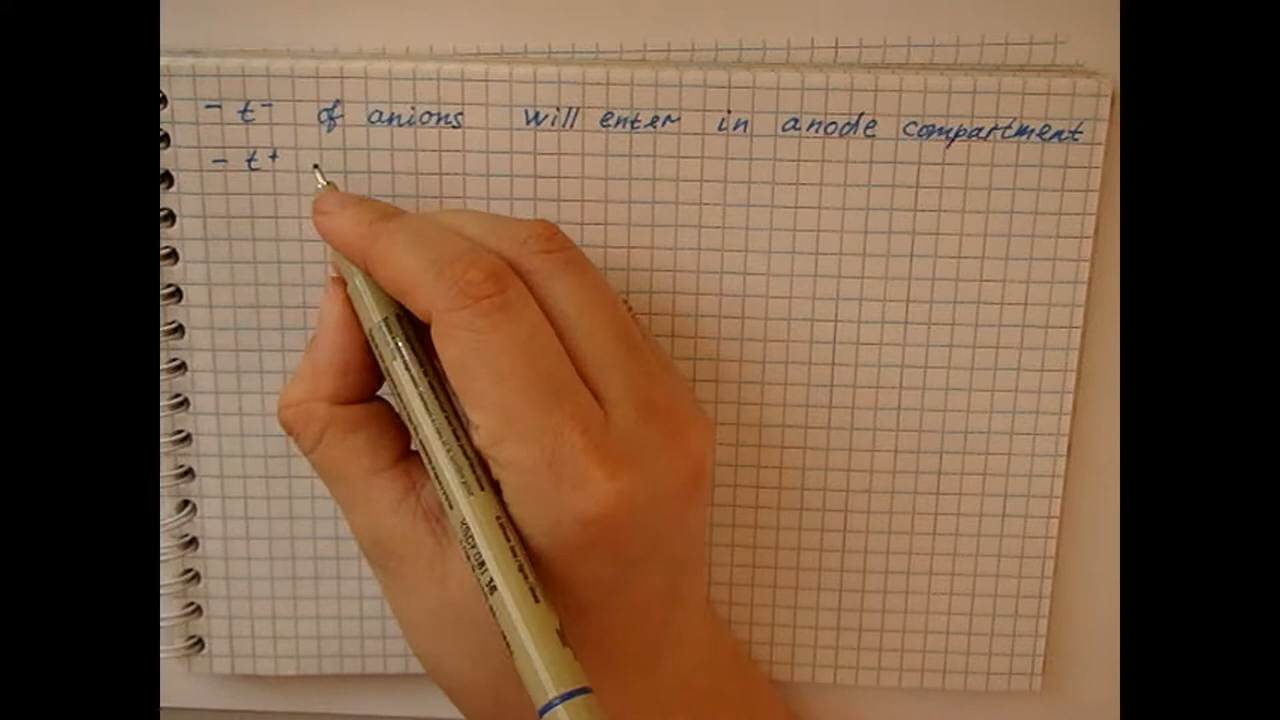 - t⁻ of anions will enter in anode compartment
- t⁺